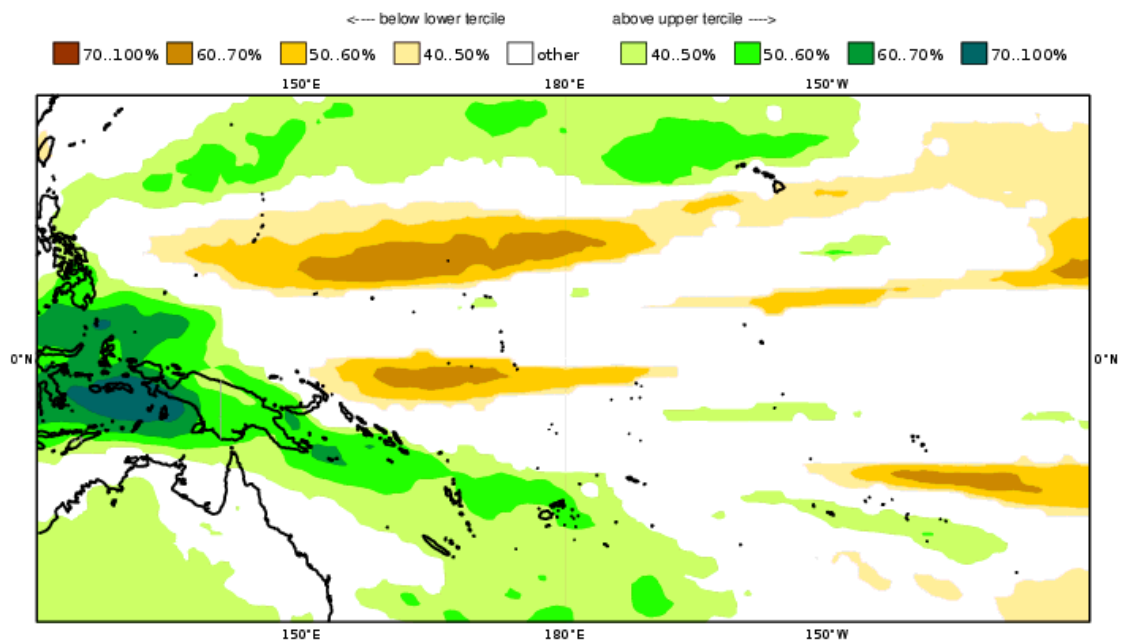 <---- below lower tercile above upper tercile ---->
70..100% 60..70% 50..60% 40..50% other 40..50% 50..60% 60..70% 70..100%
150°E 180°E 150°W
0°N 0°N
150°E 180°E 150°W